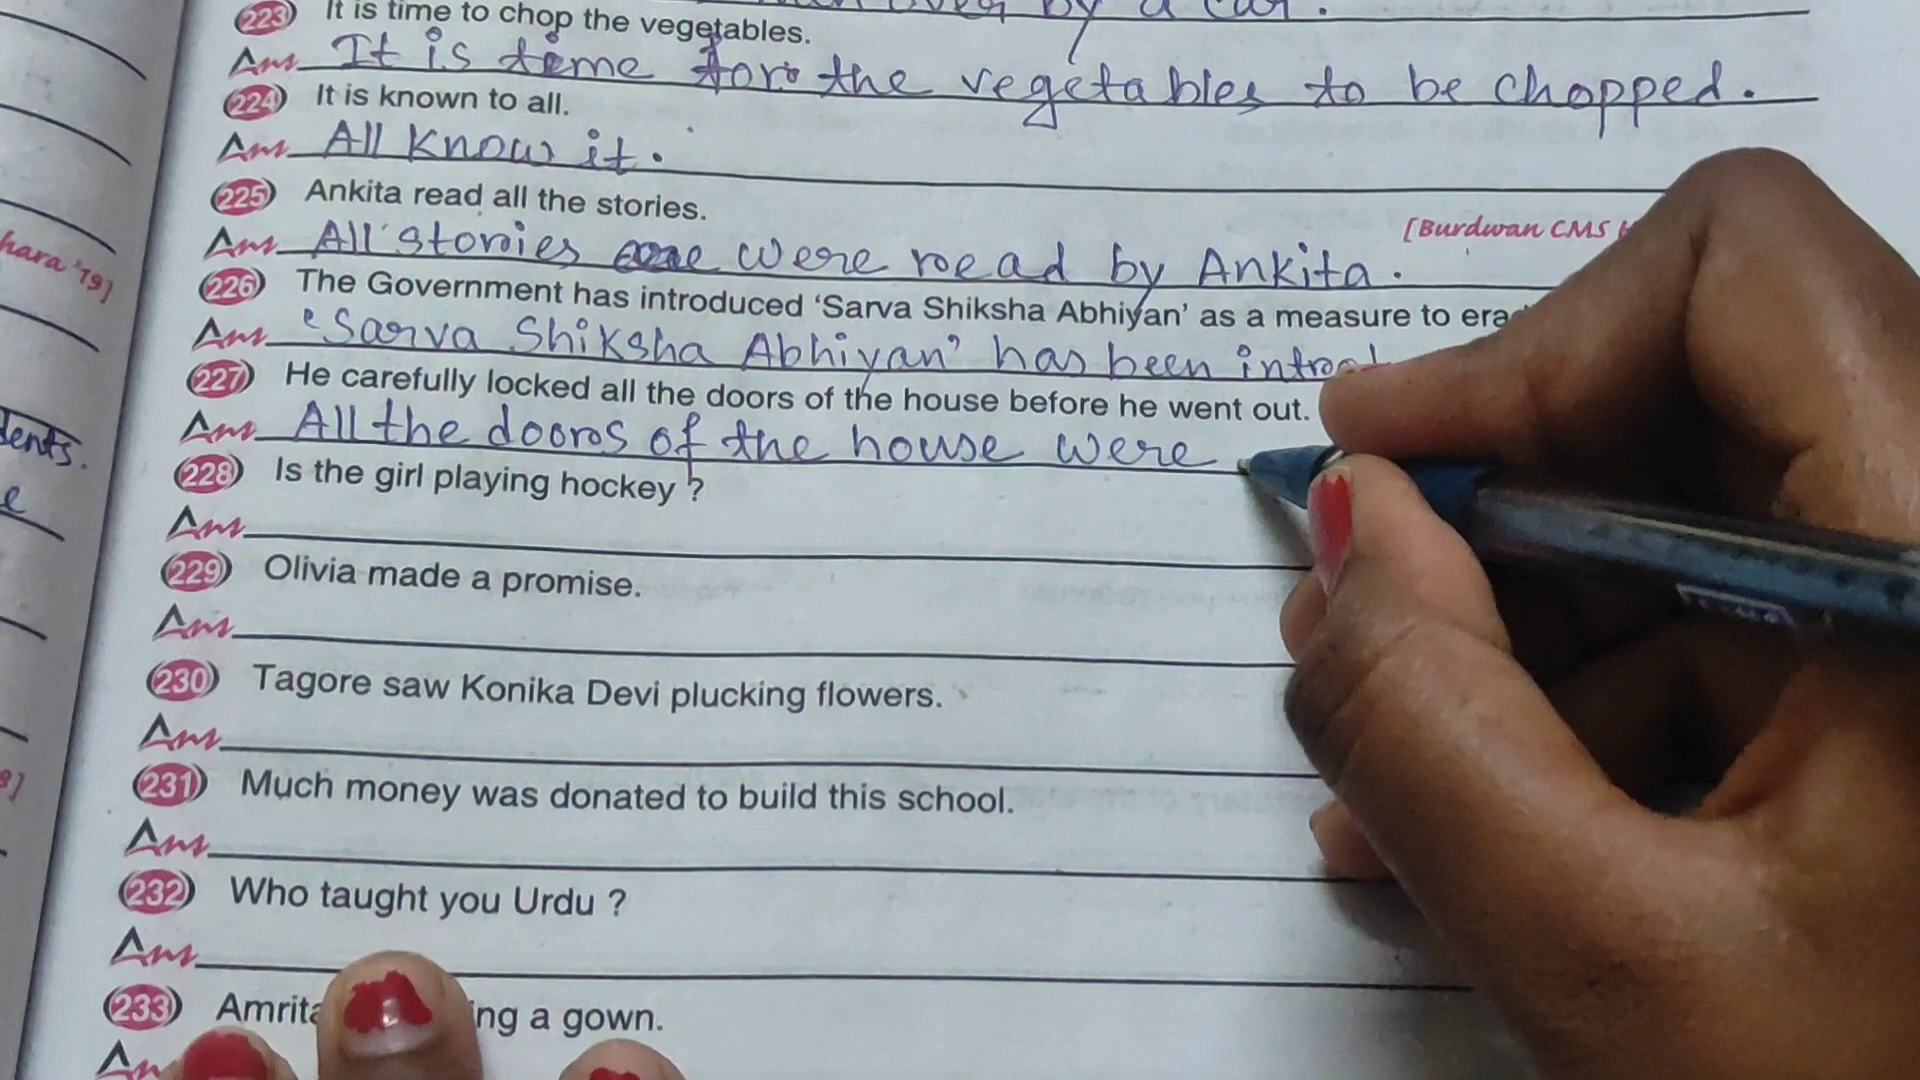 by a car.
(223) It is time to chop the vegetables.
Ans It is time for the vegetables to be chopped.
(224) It is known to all.
Ans All know it.
(225) Ankita read all the stories.
[Burdwan CMS
Ans All stories were read by Ankita.
(226) The Government has introduced ‘Sarva Shiksha Abhiyan’ as a measure to
Ans ‘Sarva Shiksha Abhiyan’ has been
(227) He carefully locked all the doors of the house before he went out.
Ans All the doors of the house were
(228) Is the girl playing hockey ?
Ans
(229) Olivia made a promise.
Ans
(230) Tagore saw Konika Devi plucking flowers.
Ans
(231) Much money was donated to build this school.
Ans
(232) Who taught you Urdu ?
Ans
(233) a gown.
'19]